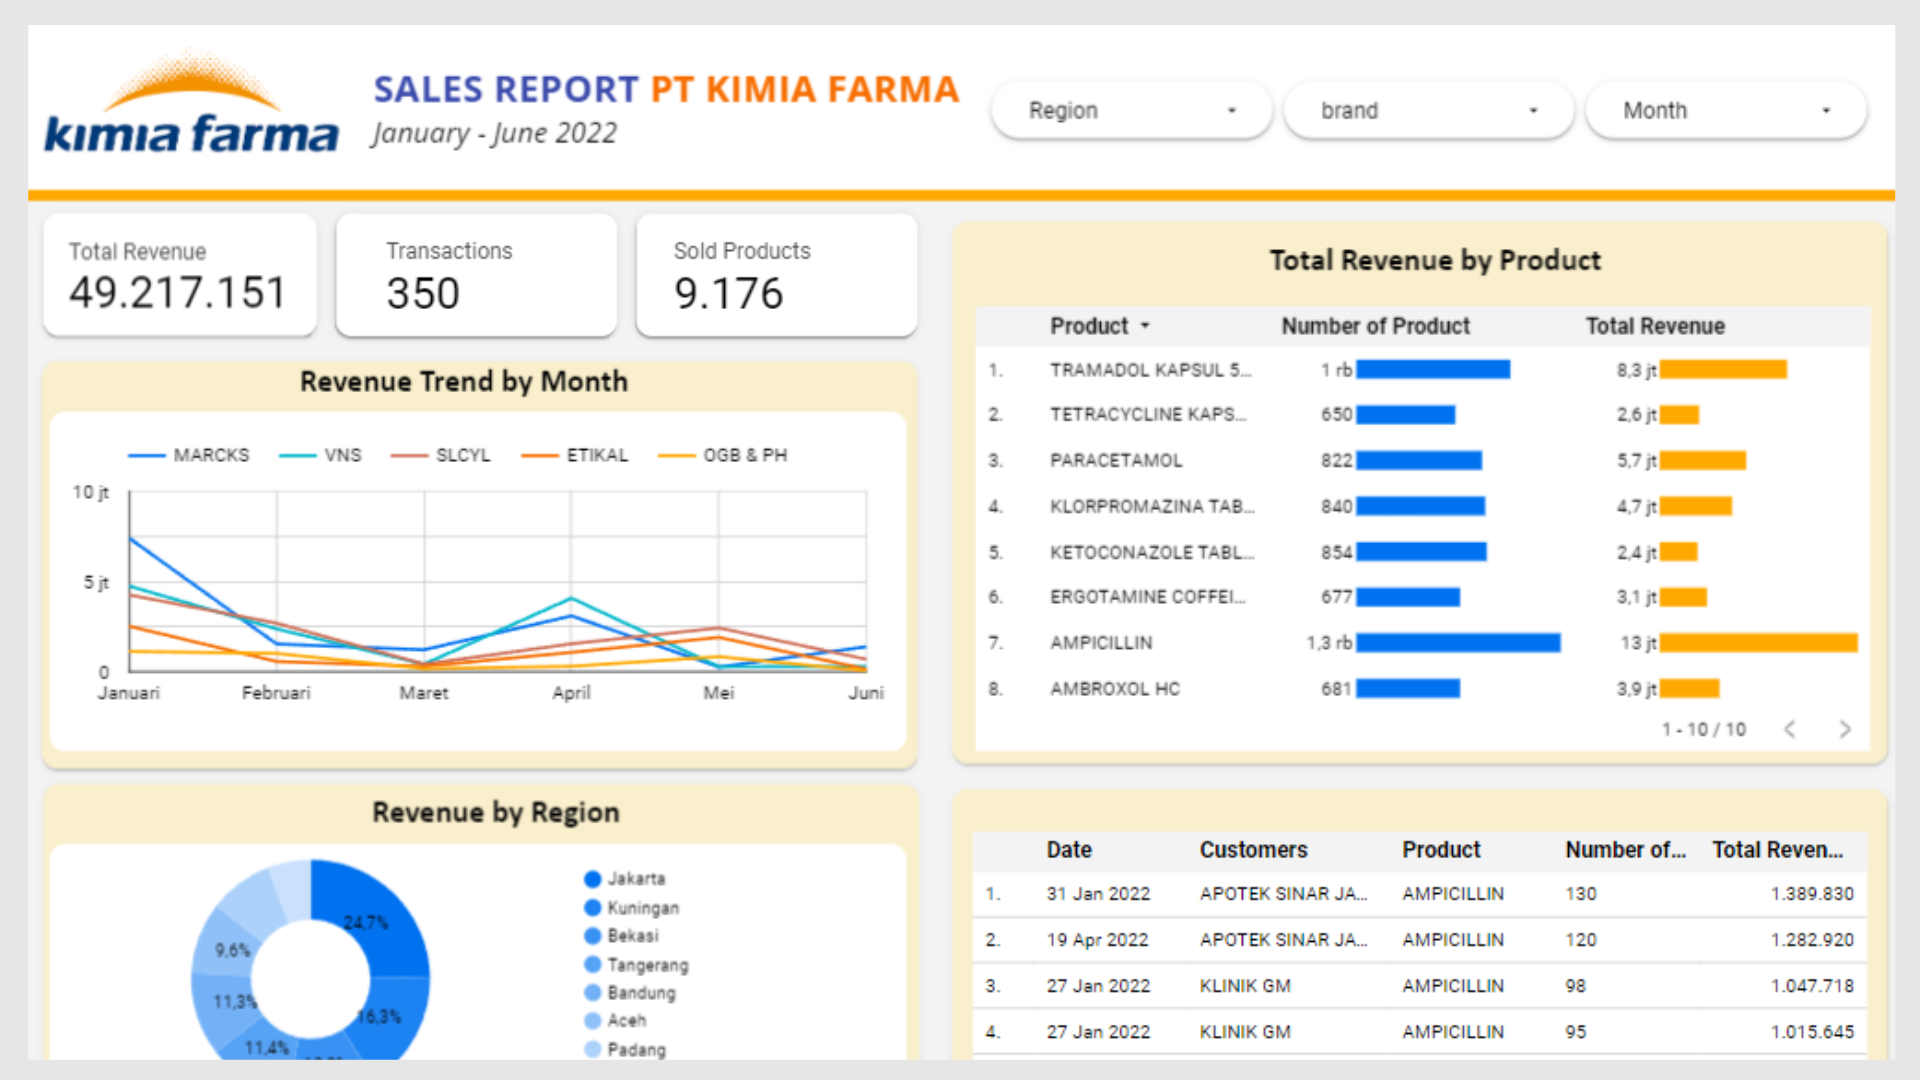 kimia farma
SALES REPORT PT KIMIA FARMA
January - June 2022
Region
brand
Month
Total Revenue
49.217.151
Transactions
350
Sold Products
9.176
Revenue Trend by Month
MARCKS VNS SLCYL ETIKAL OGB & PH
10 jt
5 jt
0
Januari Februari Maret April Mei Juni
Total Revenue by Product
Product Number of Product Total Revenue
1. TRAMADOL KAPSUL 5... 1 rb 8,3 jt
2. TETRACYCLINE KAPS... 650 2,6 jt
3. PARACETAMOL 822 5,7 jt
4. KLORPROMAZINA TAB... 840 4,7 jt
5. KETOCONAZOLE TABL... 854 2,4 jt
6. ERGOTAMINE COFFEI... 677 3,1 jt
7. AMPICILLIN 1,3 rb 13 jt
8. AMBROXOL HC 681 3,9 jt
1 - 10 / 10 < >
Revenue by Region
24,7%
16,3%
11,4%
11,3%
9,6%
Jakarta
Kuningan
Bekasi
Tangerang
Bandung
Aceh
Padang
Date Customers Product Number of... Total Reven...
1. 31 Jan 2022 APOTEK SINAR JA... AMPICILLIN 130 1.389.830
2. 19 Apr 2022 APOTEK SINAR JA... AMPICILLIN 120 1.282.920
3. 27 Jan 2022 KLINIK GM AMPICILLIN 98 1.047.718
4. 27 Jan 2022 KLINIK GM AMPICILLIN 95 1.015.645